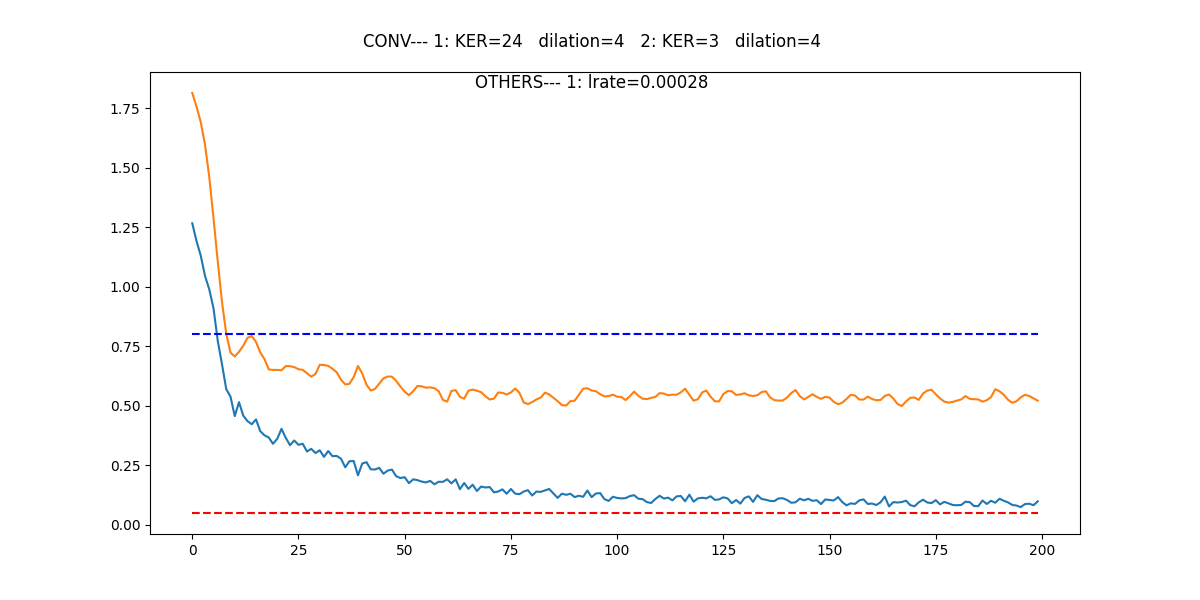 CONV--- 1: KER=24   dilation=4   2: KER=3   dilation=4
OTHERS--- 1: lrate=0.00028
1.75
1.50
1.25
1.00
0.75
0.50
0.25
0.00
0 25 50 75 100 125 150 175 200